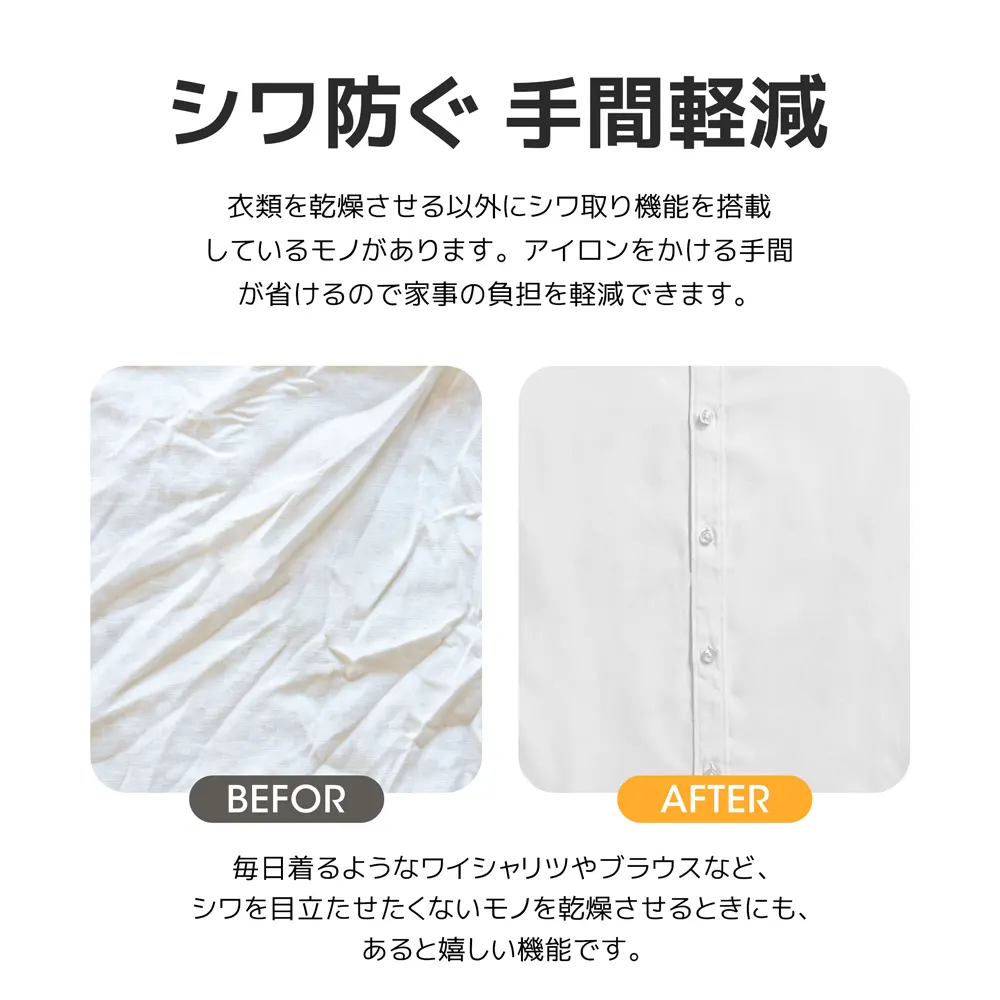 シワ防ぐ 手間軽減
衣類を乾燥させる以外にシワ取り機能を搭載
しているモノがあります。アイロンをかける手間
が省けるので家事の負担を軽減できます。
BEFOR
AFTER
毎日着るようなワイシャリツやブラウスなど、
シワを目立たせたくないモノを乾燥させるときにも、
あると嬉しい機能です。